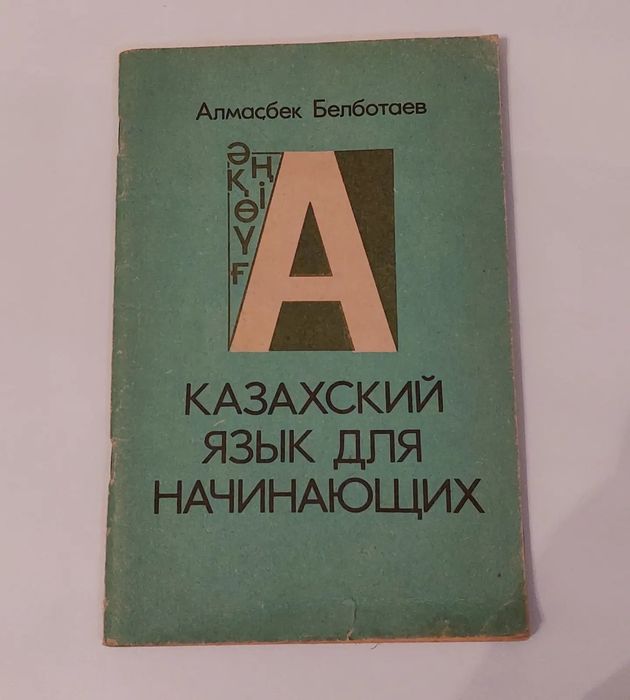 Алмасбек Белботаев
Ә
Қ
Ө
Ү
Ғ
Ң
І
А
КАЗАХСКИЙ
ЯЗЫК ДЛЯ
НАЧИНАЮЩИХ